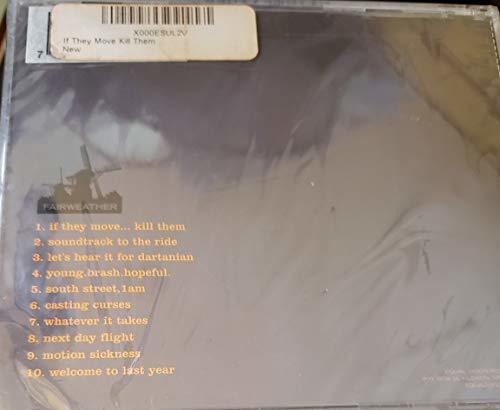 X000ESUL2V
If They Move Kill Them
New
7
FAIRWEATHER
1. if they move... kill them
2. soundtrack to the ride
3. let's hear it for dartanian
4. young.brash.hopeful.
5. south street,1am
6. casting curses
7. whatever it takes
8. next day flight
9. motion sickness
10. welcome to last year